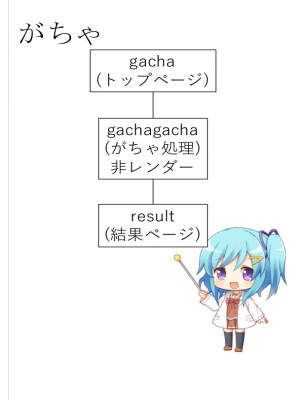 がちゃ
gacha
(トップページ)
gachagacha
(がちゃ処理)
非レンダー
result
(結果ページ)